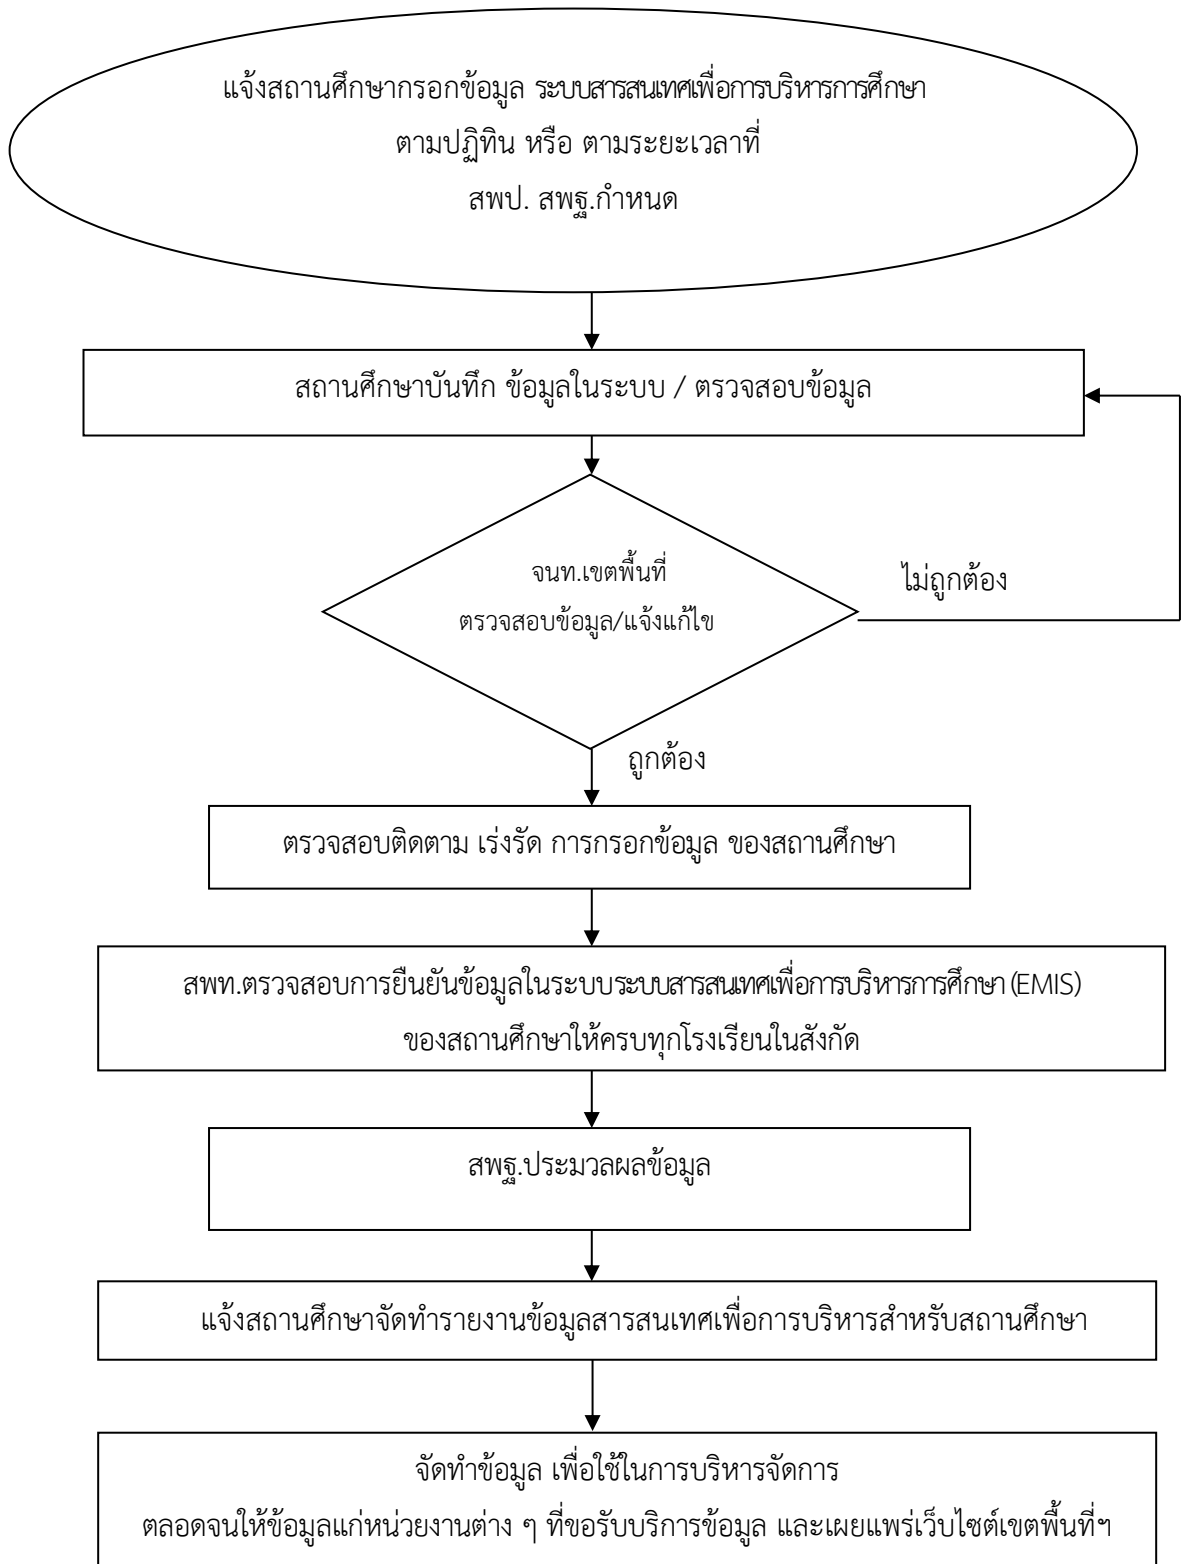 แจ้งสถานศึกษากรอกข้อมูล ระบบสารสนเทศเพื่อการบริหารการศึกษา
ตามปฏิทิน หรือ ตามระยะเวลาที่
สพป. สพฐ.กำหนด
สถานศึกษาบันทึก ข้อมูลในระบบ / ตรวจสอบข้อมูล
จนท.เขตพื้นที่
ตรวจสอบข้อมูล/แจ้งแก้ไข
ไม่ถูกต้อง
ถูกต้อง
ตรวจสอบติดตาม เร่งรัด การกรอกข้อมูล ของสถานศึกษา
สพท.ตรวจสอบการยืนยันข้อมูลในระบบระบบสารสนเทศเพื่อการบริหารการศึกษา (EMIS)
ของสถานศึกษาให้ครบทุกโรงเรียนในสังกัด
สพฐ.ประมวลผลข้อมูล
แจ้งสถานศึกษาจัดทำรายงานข้อมูลสารสนเทศเพื่อการบริหารสำหรับสถานศึกษา
จัดทำข้อมูล เพื่อใช้ในการบริหารจัดการ
ตลอดจนให้ข้อมูลแก่หน่วยงานต่าง ๆ ที่ขอรับบริการข้อมูล และเผยแพร่เว็บไซต์เขตพื้นที่ฯ